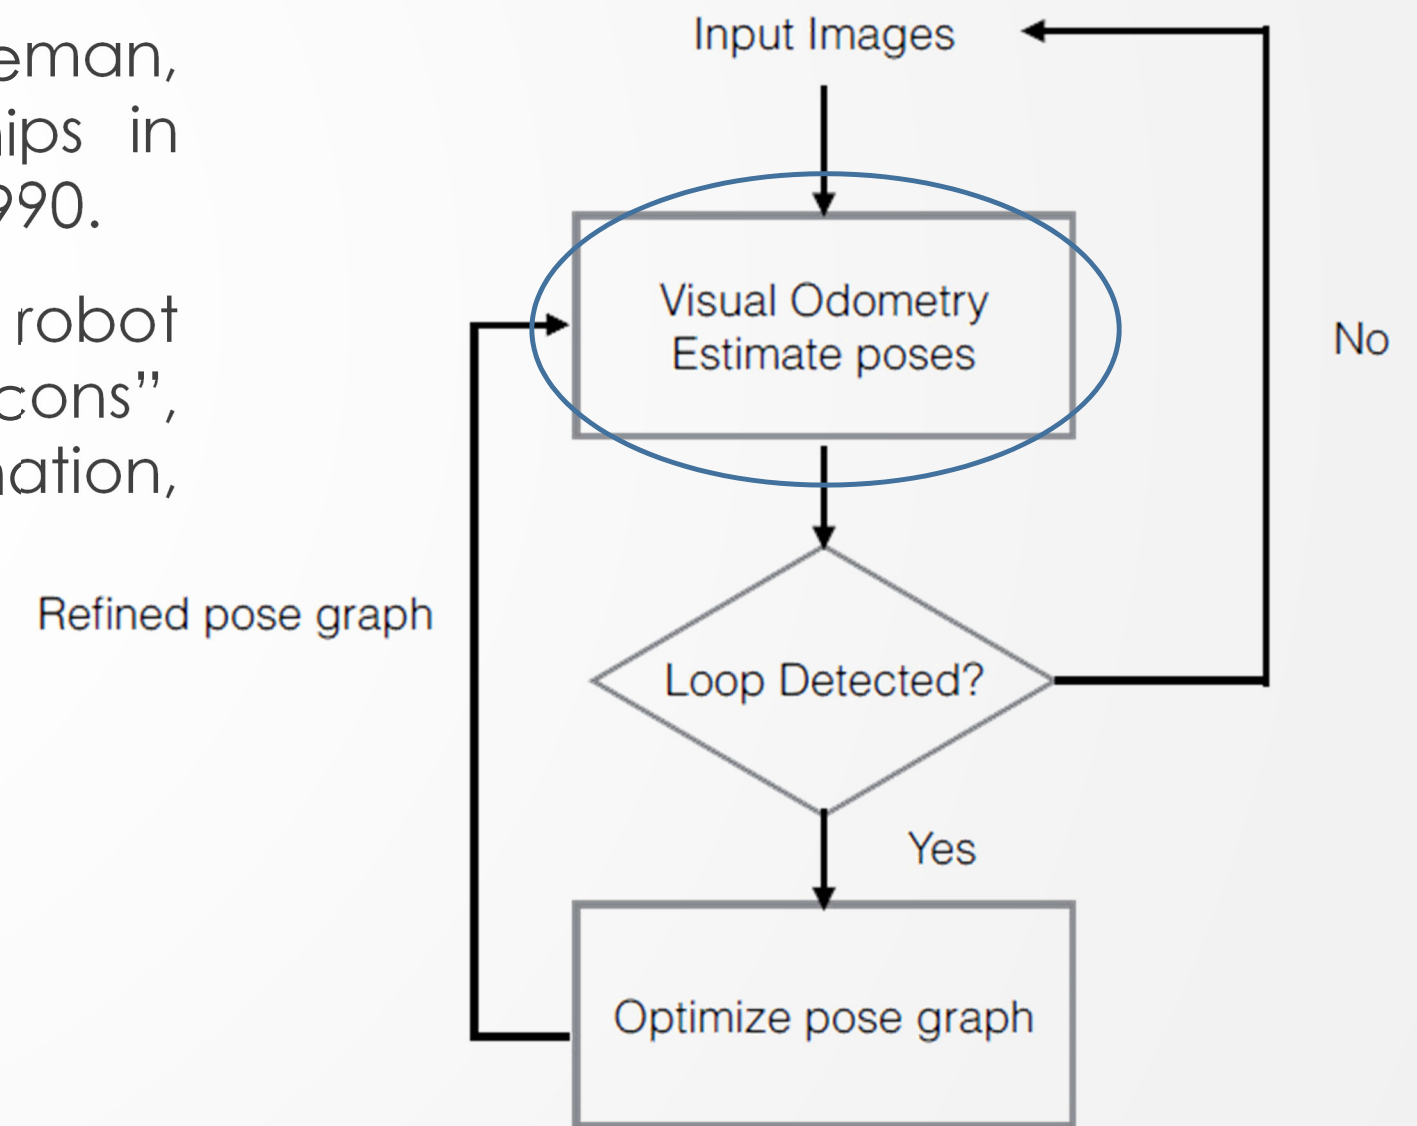 eman,
ips in
990.
robot
cons”,
ation,
Input Images
Visual Odometry
Estimate poses
No
Refined pose graph
Loop Detected?
Yes
Optimize pose graph